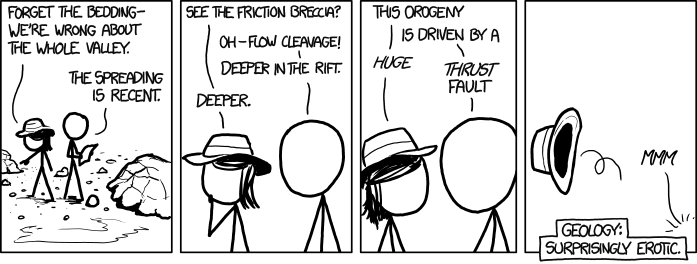 FORGET THE BEDDING—
WE'RE WRONG ABOUT
THE WHOLE VALLEY.
THE SPREADING
IS RECENT.
SEE THE FRICTION BRECCIA?
OH-FLOW CLEAVAGE!
DEEPER IN THE RIFT.
DEEPER.
THIS OROGENY
IS DRIVEN BY A
HUGE
THRUST
FAULT
MMM
GEOLOGY:
SURPRISINGLY EROTIC.